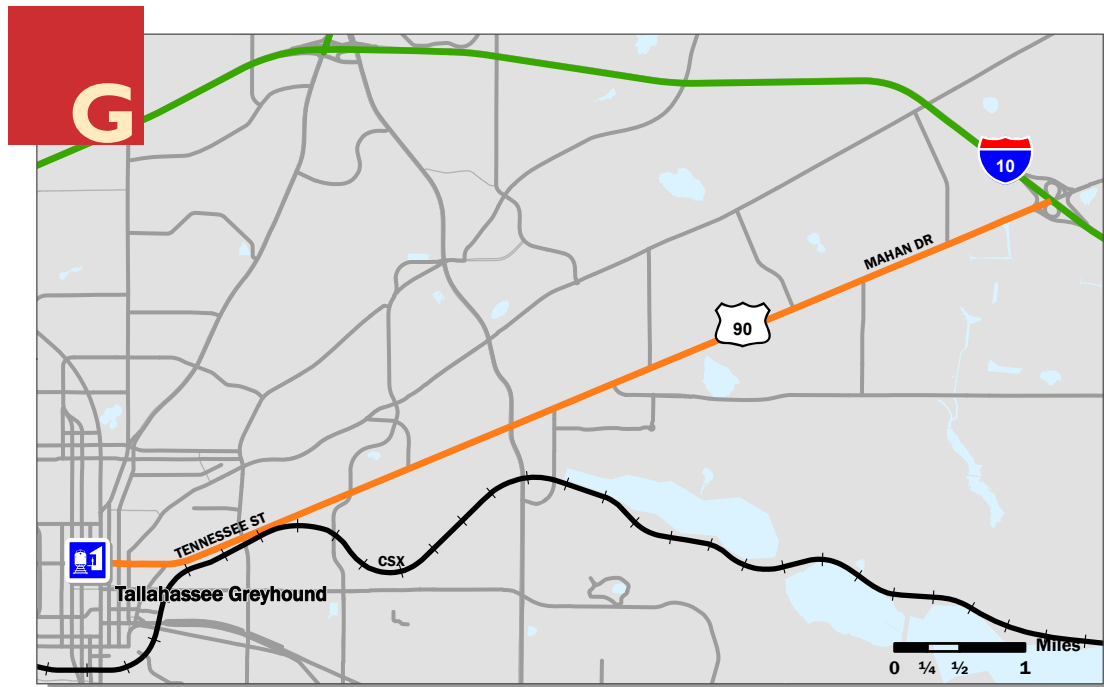 G
10
MAHAN DR
90
TENNESSEE ST
CSX
Tallahassee Greyhound
Miles
0 ¼ ½ 1